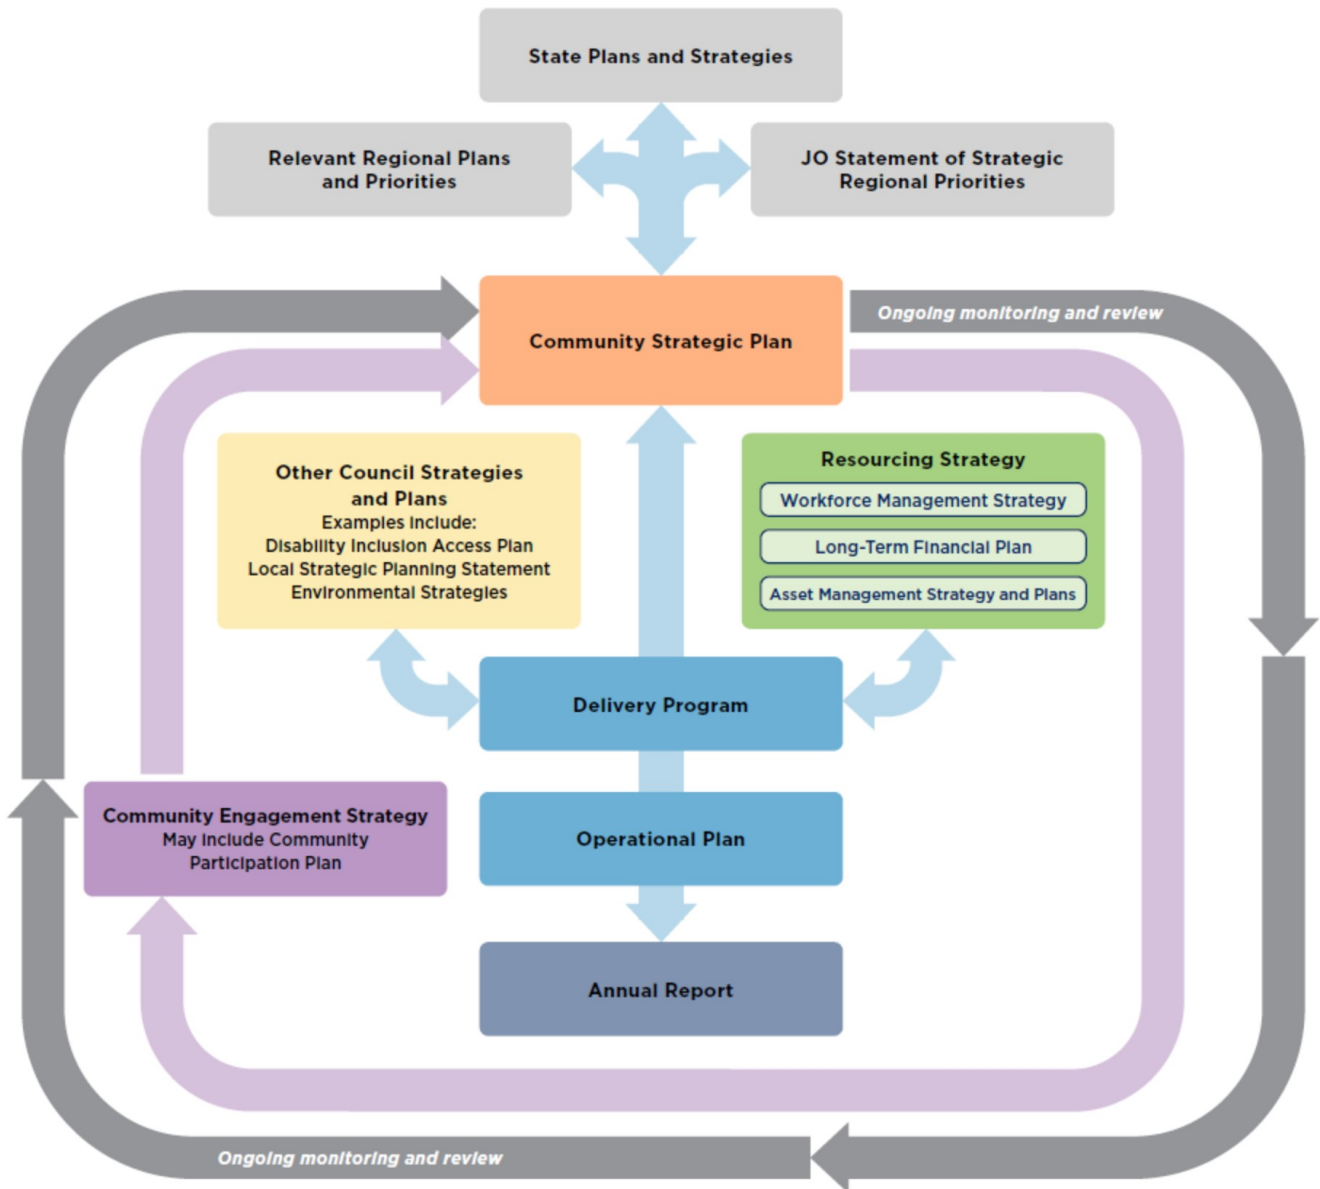 State Plans and Strategies
Relevant Regional Plans
and Priorities
JO Statement of Strategic
Regional Priorities
Community Strategic Plan
Ongoing monitoring and review
Other Council Strategies
and Plans
Examples Include:
Disability Inclusion Access Plan
Local Strategic Planning Statement
Environmental Strategies
Resourcing Strategy
Workforce Management Strategy
Long-Term Financial Plan
Asset Management Strategy and Plans
Delivery Program
Community Engagement Strategy
May Include Community
Participation Plan
Operational Plan
Annual Report
Ongoing monitoring and review